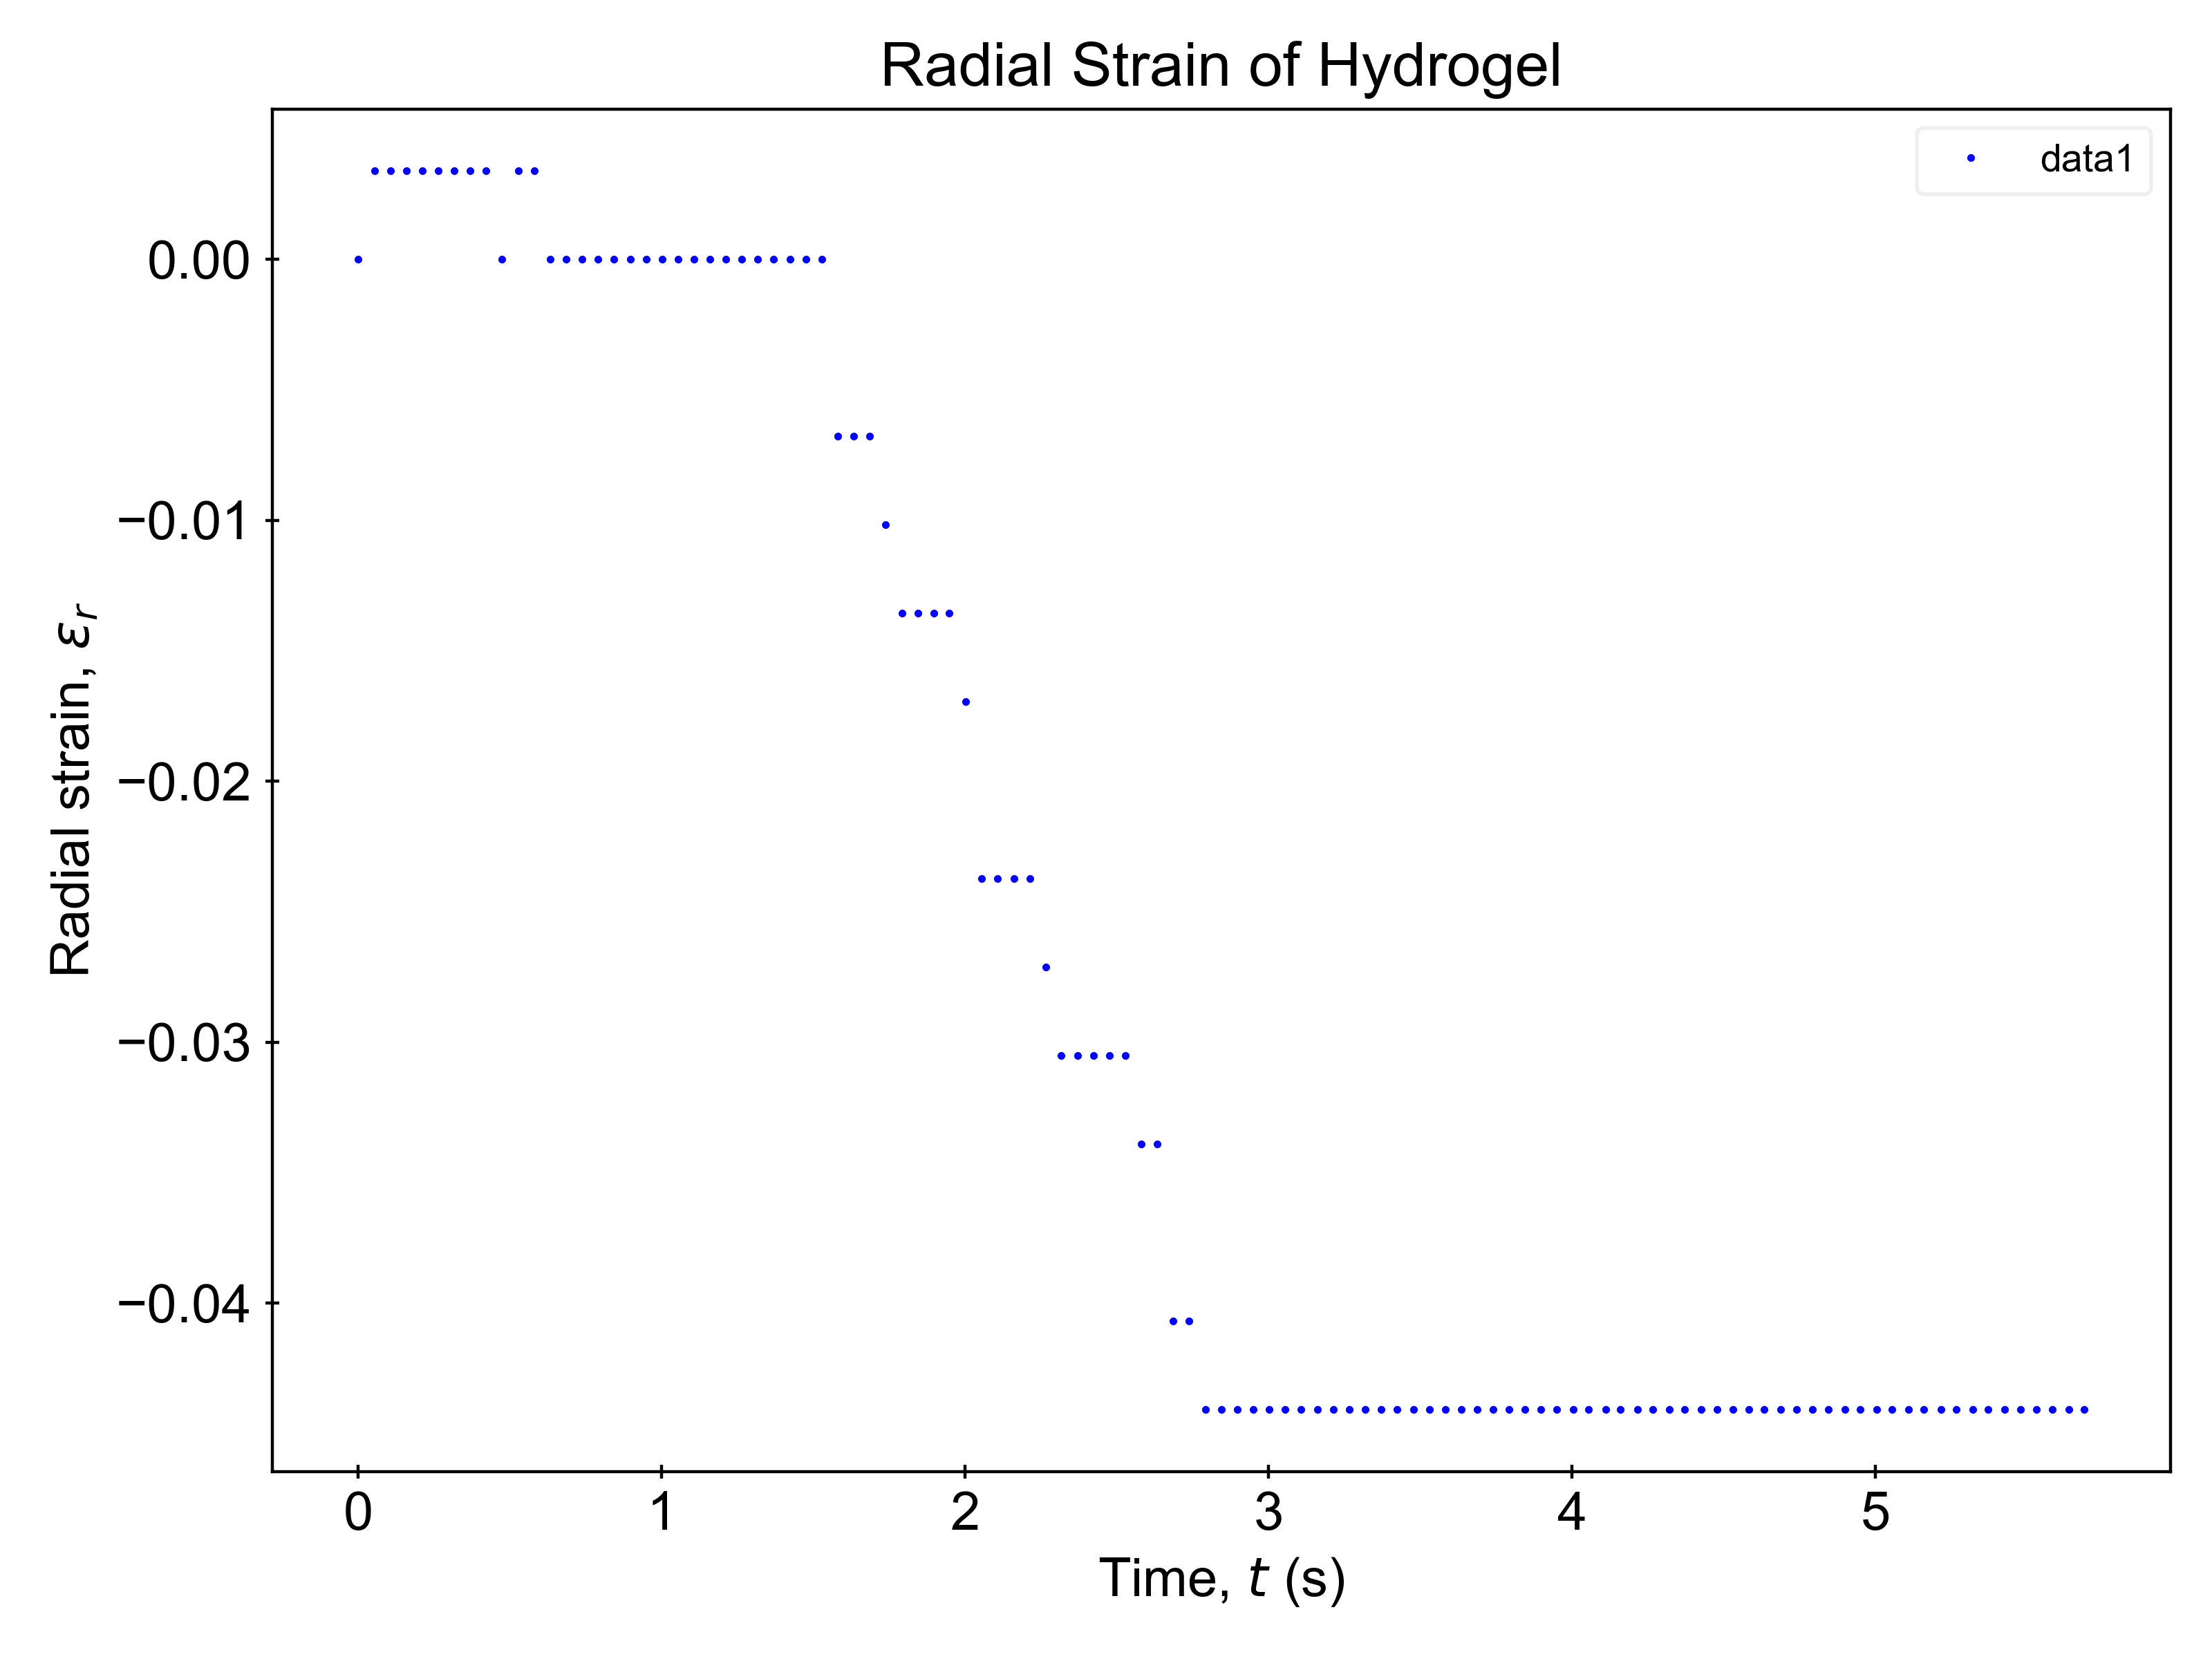 Radial Strain of Hydrogel
data1
0.00
−0.01
−0.02
−0.03
−0.04
Radial strain, εr
0 1 2 3 4 5
Time, t (s)